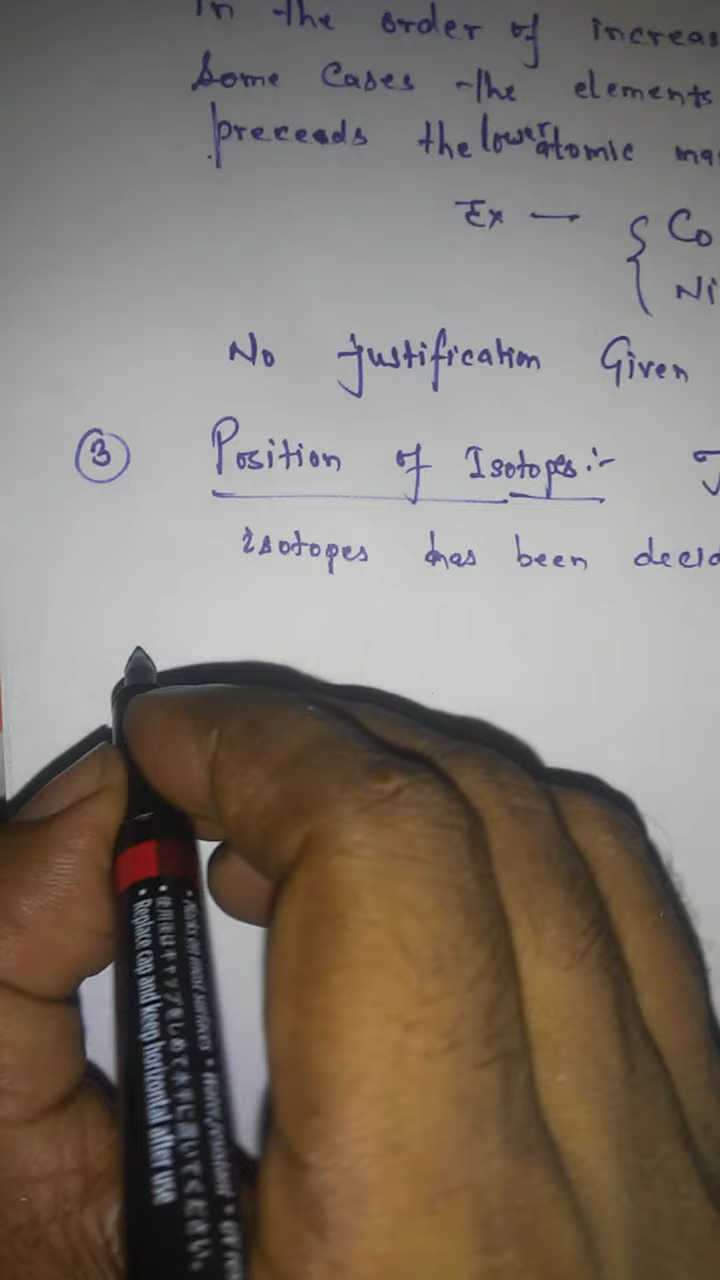 In the order of increas
Some Cases the elements
preceeds the lower atomic ma
Ex — { Co
Ni
No justification Given
3 Position of Isotopes :-
isotopes has been decid
Replace cap and keep horizontal after use